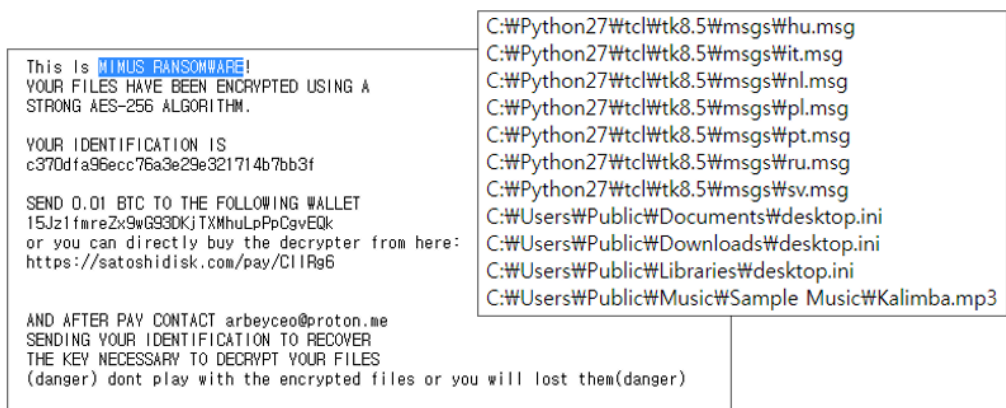 This Is MIMUS RANSOMWARE!
YOUR FILES HAVE BEEN ENCRYPTED USING A
STRONG AES-256 ALGORITHM.
YOUR IDENTIFICATION IS
c370dfa96ecc76a3e29e321714b7bb3f
SEND 0.01 BTC TO THE FOLLOWING WALLET
15Jz1fmreZx9wG93DKjTXMhuLpPpCgvEQk
or you can directly buy the decrypter from here:
https://satoshidisk.com/pay/CIIRg6
AND AFTER PAY CONTACT arbeyceo@proton.me
SENDING YOUR IDENTIFICATION TO RECOVER
THE KEY NECESSARY TO DECRYPT YOUR FILES
(danger) dont play with the encrypted files or you will lost them(danger)
C:₩Python27₩tcl₩tk8.5₩msgs₩hu.msg
C:₩Python27₩tcl₩tk8.5₩msgs₩it.msg
C:₩Python27₩tcl₩tk8.5₩msgs₩nl.msg
C:₩Python27₩tcl₩tk8.5₩msgs₩pl.msg
C:₩Python27₩tcl₩tk8.5₩msgs₩pt.msg
C:₩Python27₩tcl₩tk8.5₩msgs₩ru.msg
C:₩Python27₩tcl₩tk8.5₩msgs₩sv.msg
C:₩Users₩Public₩Documents₩desktop.ini
C:₩Users₩Public₩Downloads₩desktop.ini
C:₩Users₩Public₩Libraries₩desktop.ini
C:₩Users₩Public₩Music₩Sample Music₩Kalimba.mp3